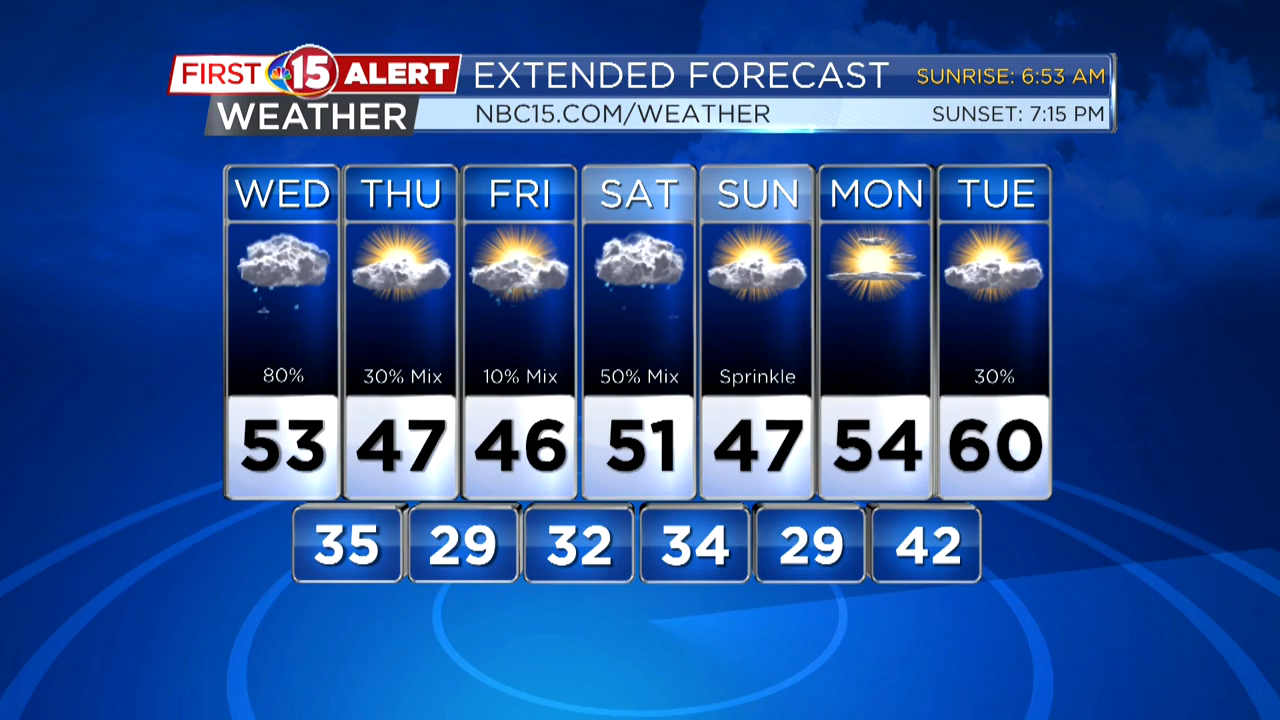 FIRST 15 ALERT
WEATHER
EXTENDED FORECAST
SUNRISE: 6:53 AM
NBC15.COM/WEATHER
SUNSET: 7:15 PM
WED THU FRI SAT SUN MON TUE
80% 30% Mix 10% Mix 50% Mix Sprinkle 30%
53 47 46 51 47 54 60
35 29 32 34 29 42